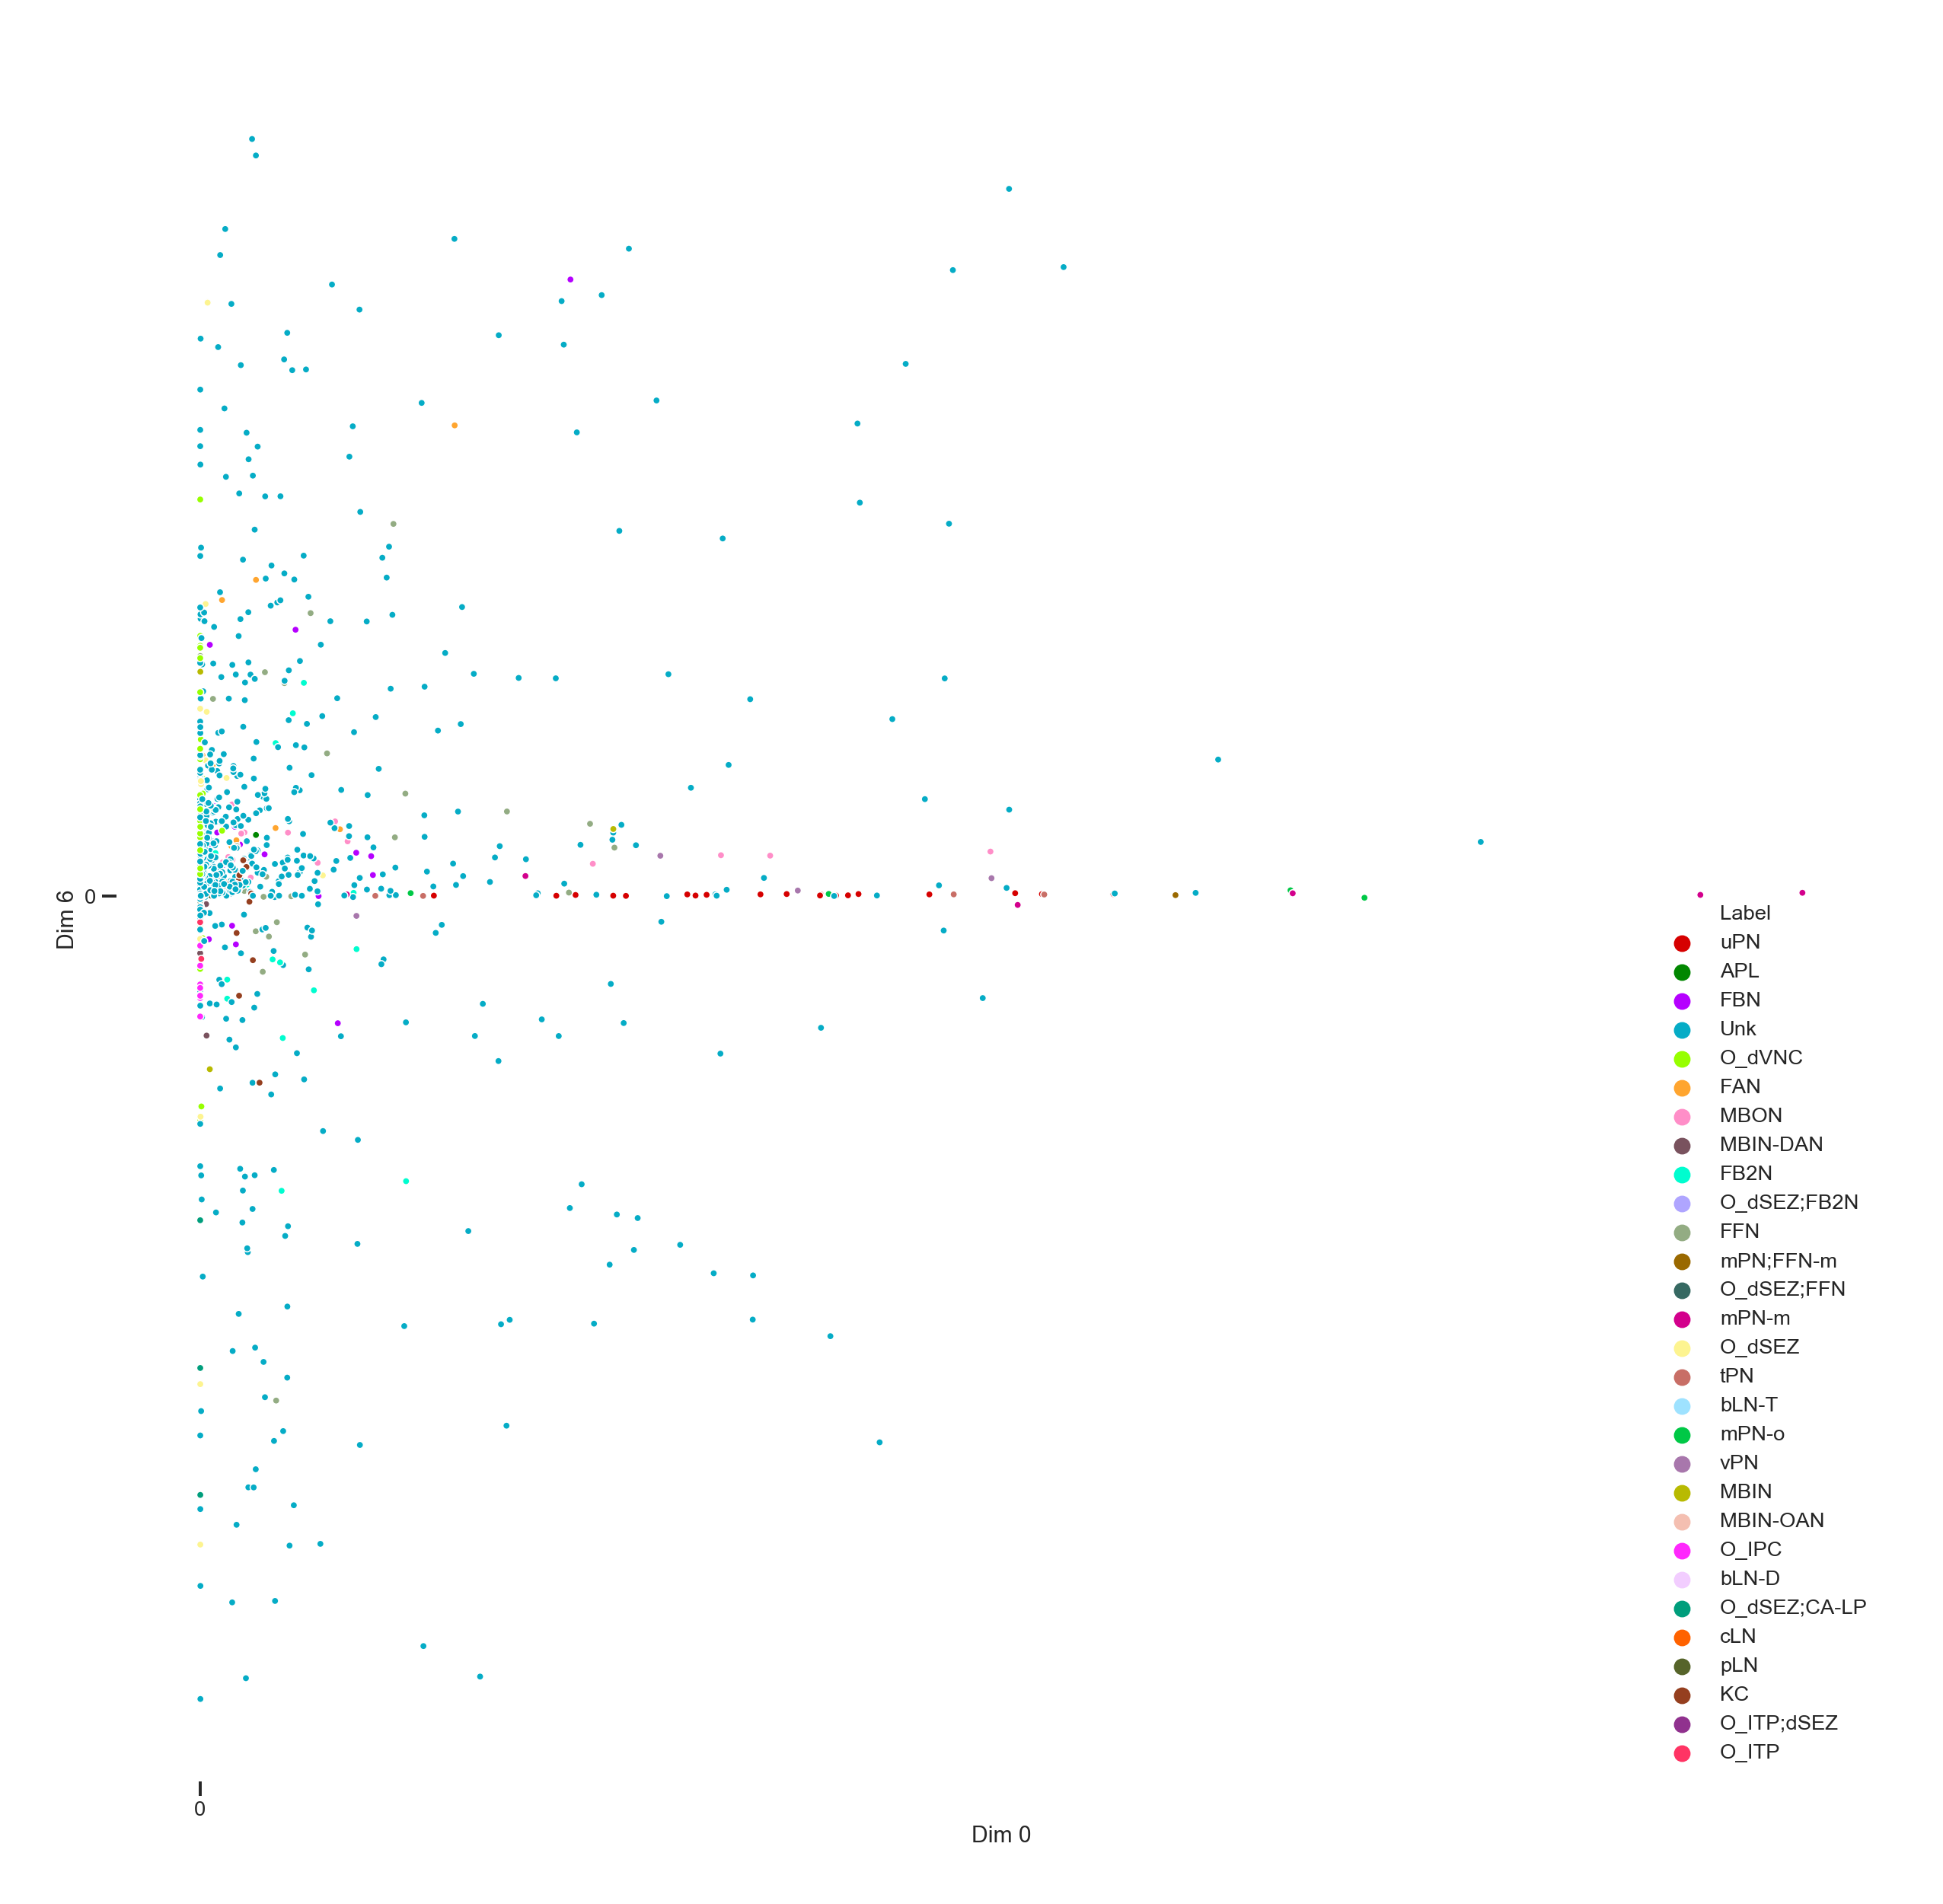 Dim 6
0
Label
uPN
APL
FBN
Unk
O_dVNC
FAN
MBON
MBIN-DAN
FB2N
O_dSEZ;FB2N
FFN
mPN;FFN-m
O_dSEZ;FFN
mPN-m
O_dSEZ
tPN
bLN-T
mPN-o
vPN
MBIN
MBIN-OAN
O_IPC
bLN-D
O_dSEZ;CA-LP
cLN
pLN
KC
O_ITP;dSEZ
O_ITP
0
Dim 0